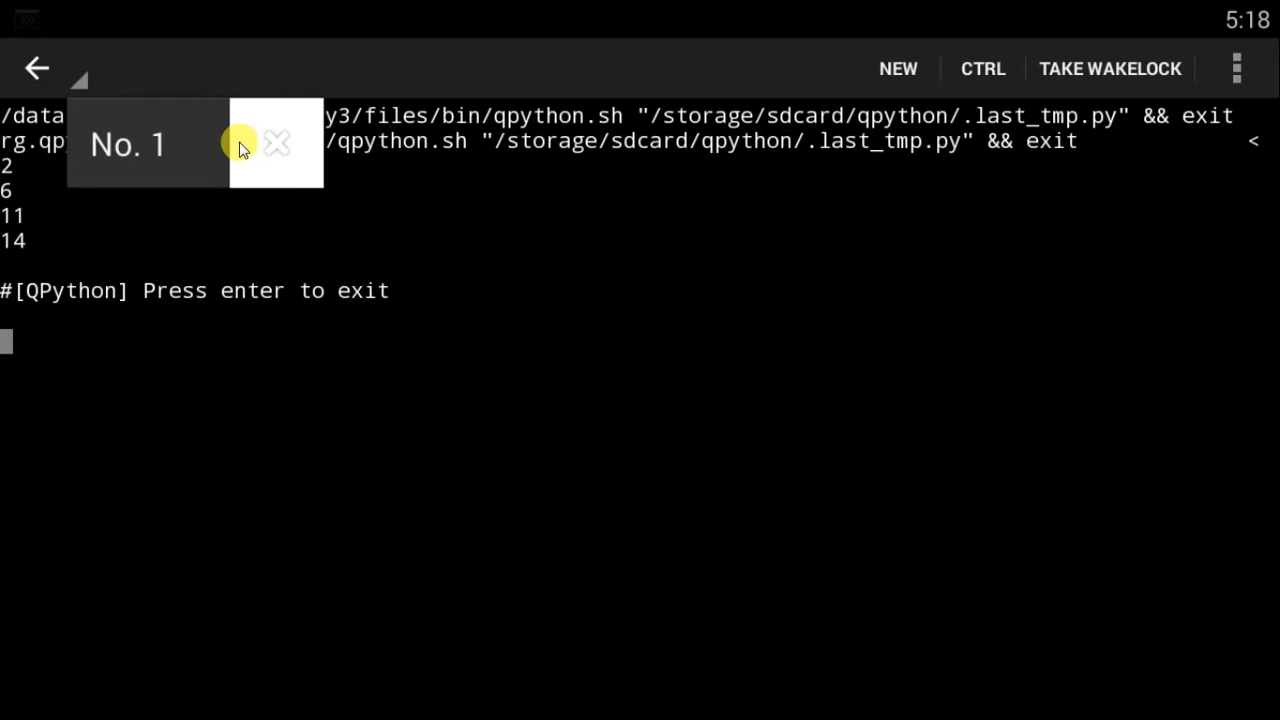 5:18
NEW CTRL TAKE WAKELOCK
/data y3/files/bin/qpython.sh "/storage/sdcard/qpython/.last_tmp.py" && exit
No. 1
rg.qpy /qpython.sh "/storage/sdcard/qpython/.last_tmp.py" && exit <
2
6
11
14
#[QPython] Press enter to exit